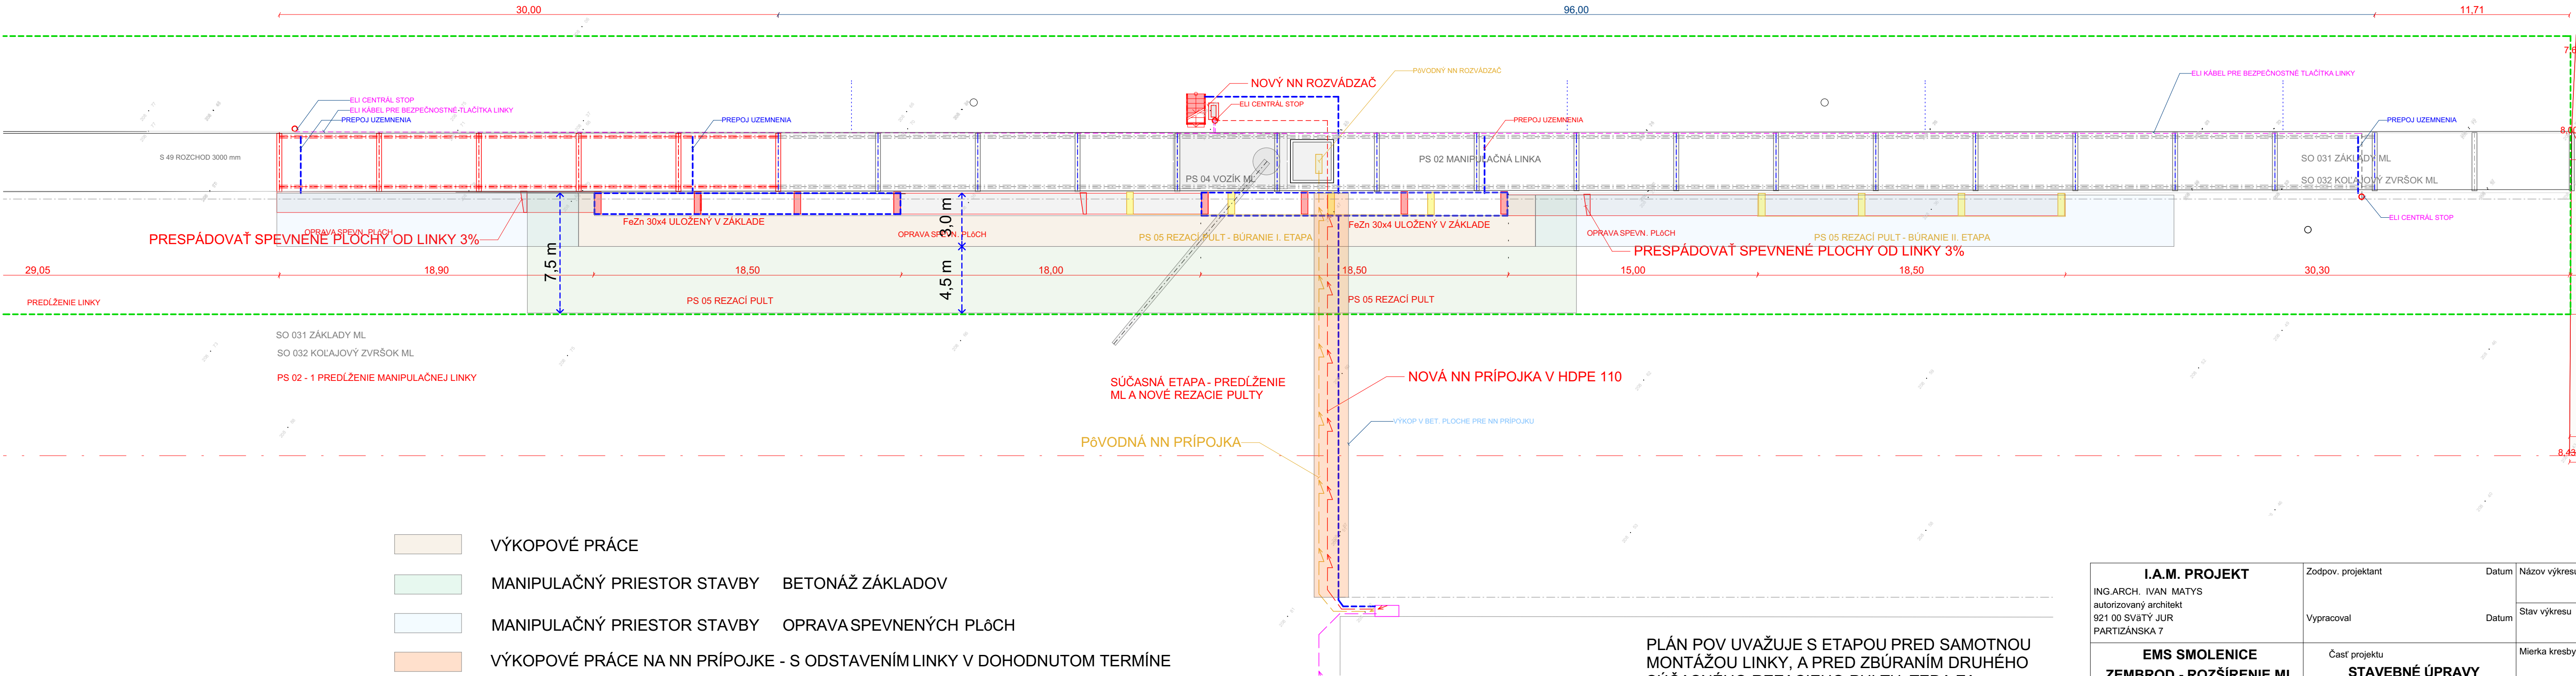 30,00
96,00
11,71
PôVODNÝ NN ROZVÁDZAČ
NOVÝ NN ROZVÁDZAČ
ELI KÁBEL PRE BEZPEČNOSTNÉ TLAČÍTKA LINKY
ELI CENTRÁL STOP
ELI CENTRÁL STOP
ELI KÁBEL PRE BEZPEČNOSTNÉ TLAČÍTKA LINKY
PREPOJ UZEMNENIA
PREPOJ UZEMNENIA
PREPOJ UZEMNENIA
PREPOJ UZEMNENIA
S 49 ROZCHOD 3000 mm
PS 02 MANIPULAČNÁ LINKA
SO 031 ZÁKLADY ML
PS 04 VOZÍK ML
SO 032 KOĽAJOVÝ ZVRŠOK ML
ELI CENTRÁL STOP
FeZn 30x4 ULOŽENÝ V ZÁKLADE
3,0 m
FeZn 30x4 ULOŽENÝ V ZÁKLADE
OPRAVA SPEVN. PLôCH
OPRAVA SPEVN. PLôCH
OPRAVA SPEVN. PLôCH
PRESPÁDOVAŤ SPEVNENÉ PLOCHY OD LINKY 3%
PS 05 REZACÍ PULT - BÚRANIE I. ETAPA
PS 05 REZACÍ PULT - BÚRANIE II. ETAPA
PRESPÁDOVAŤ SPEVNENÉ PLOCHY OD LINKY 3%
7,5 m
4,5 m
29,05
18,90
18,50
18,00
18,50
15,00
18,50
30,30
PREDĹŽENIE LINKY
PS 05 REZACÍ PULT
PS 05 REZACÍ PULT
SO 031 ZÁKLADY ML
SO 032 KOĽAJOVÝ ZVRŠOK ML
PS 02 - 1 PREDĹŽENIE MANIPULAČNEJ LINKY
SÚČASNÁ ETAPA - PREDĹŽENIE
ML A NOVÉ REZACIE PULTY
NOVÁ NN PRÍPOJKA V HDPE 110
VÝKOP V BET. PLOCHE PRE NN PRÍPOJKU
PôVODNÁ NN PRÍPOJKA
8,43
VÝKOPOVÉ PRÁCE
MANIPULAČNÝ PRIESTOR STAVBY BETONÁŽ ZÁKLADOV
MANIPULAČNÝ PRIESTOR STAVBY OPRAVA SPEVNENÝCH PLôCH
VÝKOPOVÉ PRÁCE NA NN PRÍPOJKE - S ODSTAVENÍM LINKY V DOHODNUTOM TERMÍNE
PLÁN POV UVAŽUJE S ETAPOU PRED SAMOTNOU
MONTÁŽOU LINKY, A PRED ZBÚRANÍM DRUHÉHO
I.A.M. PROJEKT
ING.ARCH. IVAN MATYS
autorizovaný architekt
921 00 SVäTÝ JUR
PARTIZÁNSKA 7
Zodpov. projektant Datum
Vypracoval Datum
Názov výkresu
Stav výkresu
EMS SMOLENICE
ZEMBROD - ROZŠÍRENIE ML
Časť projektu
STAVEBNÉ ÚPRAVY
Mierka kresby